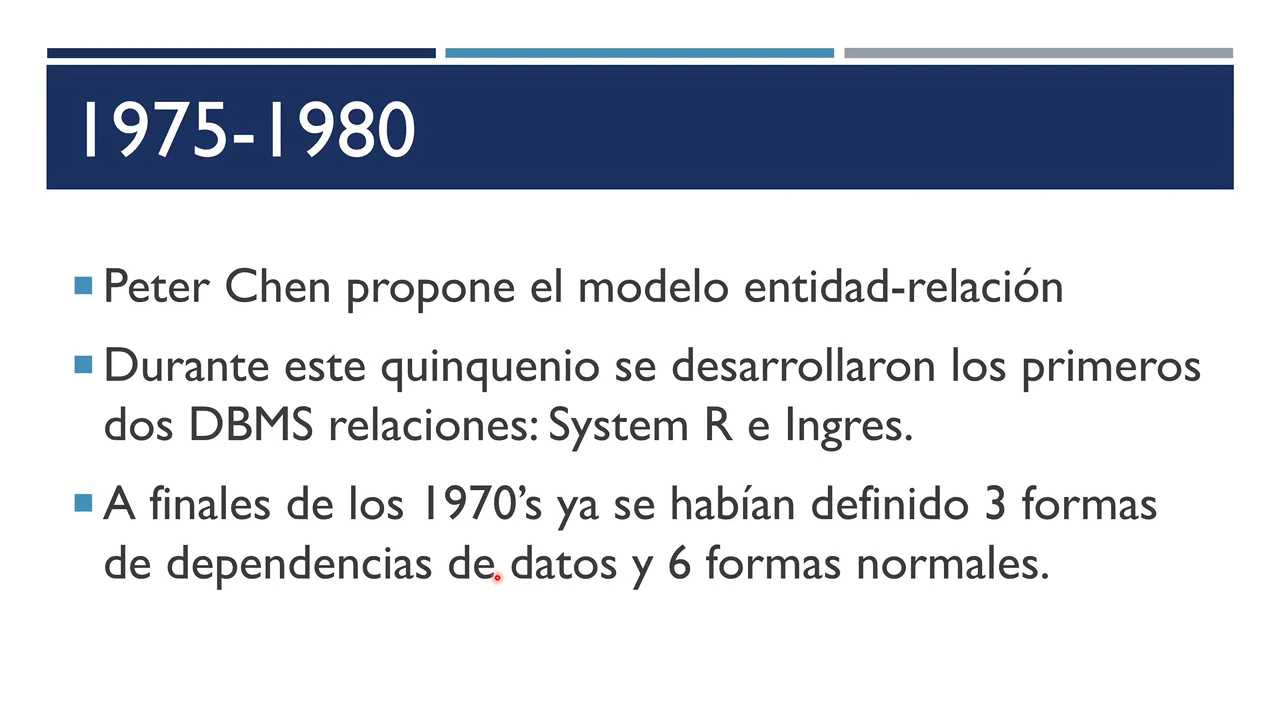 1975-1980
Peter Chen propone el modelo entidad-relación
Durante este quinquenio se desarrollaron los primeros
dos DBMS relaciones: System R e Ingres.
A finales de los 1970’s ya se habían definido 3 formas
de dependencias de datos y 6 formas normales.